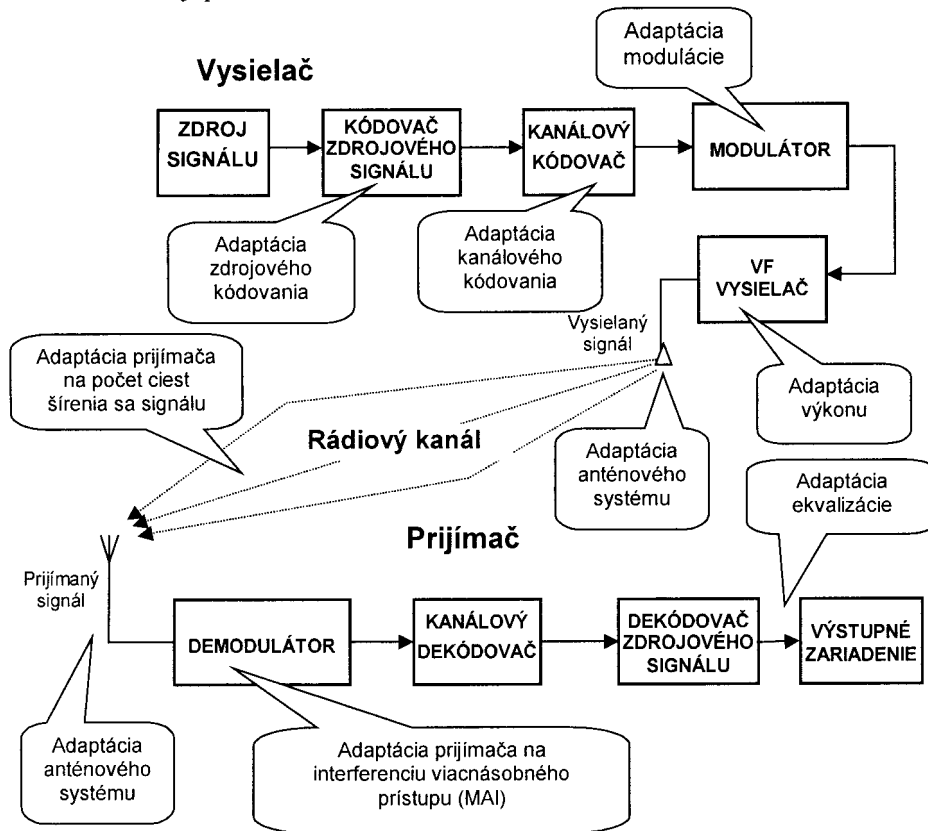 Adaptácia
modulácie
Vysielač
ZDROJ
SIGNÁLU
KÓDOVAČ
ZDROJOVÉHO
SIGNÁLU
KANÁLOVÝ
KÓDOVAČ
MODULÁTOR
Adaptácia
zdrojového
kódovania
Adaptácia
kanálového
kódovania
VF
VYSIELAČ
Vysielaný
signál
Adaptácia prijímača
na počet ciest
šírenia sa signálu
Adaptácia
výkonu
Rádiový kanál
Adaptácia
anténového
systému
Adaptácia
ekvalizácie
Prijímač
Prijímaný
signál
DEMODULÁTOR
KANÁLOVÝ
DEKÓDOVAČ
DEKÓDOVAČ
ZDROJOVÉHO
SIGNÁLU
VÝSTUPNÉ
ZARIADENIE
Adaptácia
anténového
systému
Adaptácia prijímača na
interferenciu viacnásobného
prístupu (MAI)